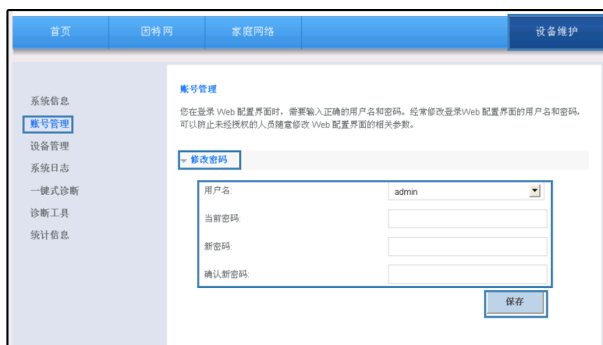 首页
因特网
家庭网络
设备维护
系统信息
账号管理
设备管理
系统日志
一键式诊断
诊断工具
统计信息
账号管理
您在登录 Web 配置界面时，需要输入正确的用户名和密码。经常修改登录Web 配置界面的用户名和密码，
可以防止未经授权的人员随意修改 Web 配置界面的相关参数。
修改密码
用户名:
admin
当前密码:
新密码:
确认新密码:
保存